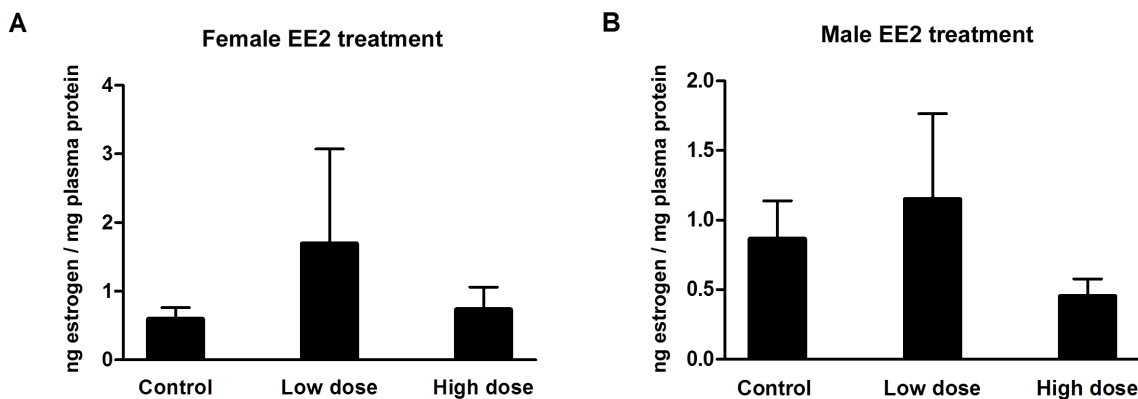 A
Female EE2 treatment
ng estrogen / mg plasma protein
4
3
2
1
0
Control Low dose High dose
B
Male EE2 treatment
ng estrogen / mg plasma protein
2.0
1.5
1.0
0.5
0.0
Control Low dose High dose